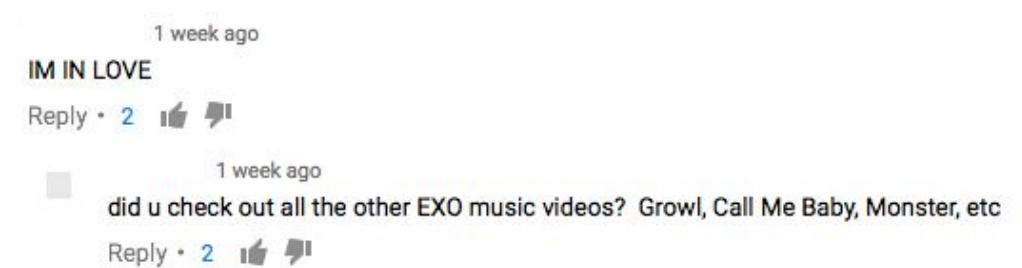 1 week ago
IM IN LOVE
Reply • 2
1 week ago
did u check out all the other EXO music videos?  Growl, Call Me Baby, Monster, etc
Reply • 2